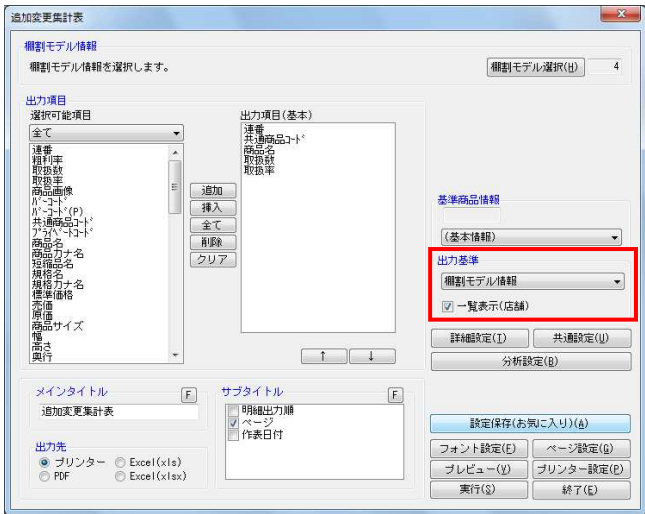 追加変更集計表
棚割モデル情報
棚割モデル情報を選択します。
棚割モデル選択(H)
4
出力項目
選択可能項目
全て
連番
粗利率
取扱数
取扱率
商品画像
バーコード
バーコード(P)
共通商品コード
プライベートコード
商品名
商品カナ名
短縮品名
規格名
規格カナ名
標準価格
売価
原価
商品サイズ
幅
高さ
奥行
追加
挿入
全て
削除
クリア
出力項目(基本)
連番
共通商品コード
商品名
取扱数
取扱率
↑
↓
基準商品情報
(基本情報)
出力基準
棚割モデル情報
一覧表示(店舗)
詳細設定(I)
共通設定(U)
分析設定(B)
メインタイトル
F
追加変更集計表
サブタイトル
F
明細出力順
ページ
作表日付
出力先
プリンター
Excel(xls)
PDF
Excel(xlsx)
設定保存(お気に入り)(A)
フォント設定(F)
ページ設定(G)
プレビュー(V)
プリンター設定(P)
実行(S)
終了(E)